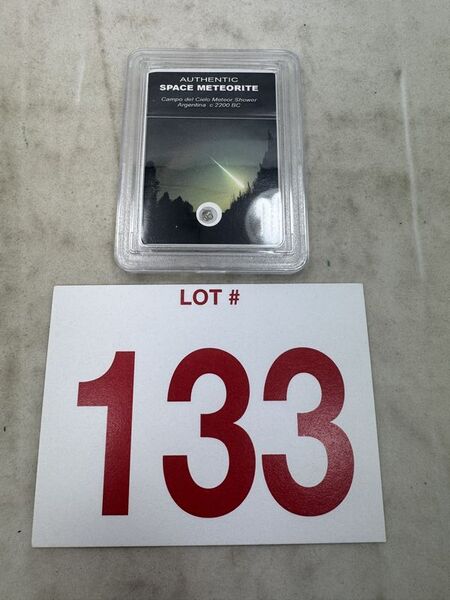 AUTHENTIC
SPACE METEORITE
Campo del Cielo Meteor Shower
Argentina c 2200 BC
LOT #
133